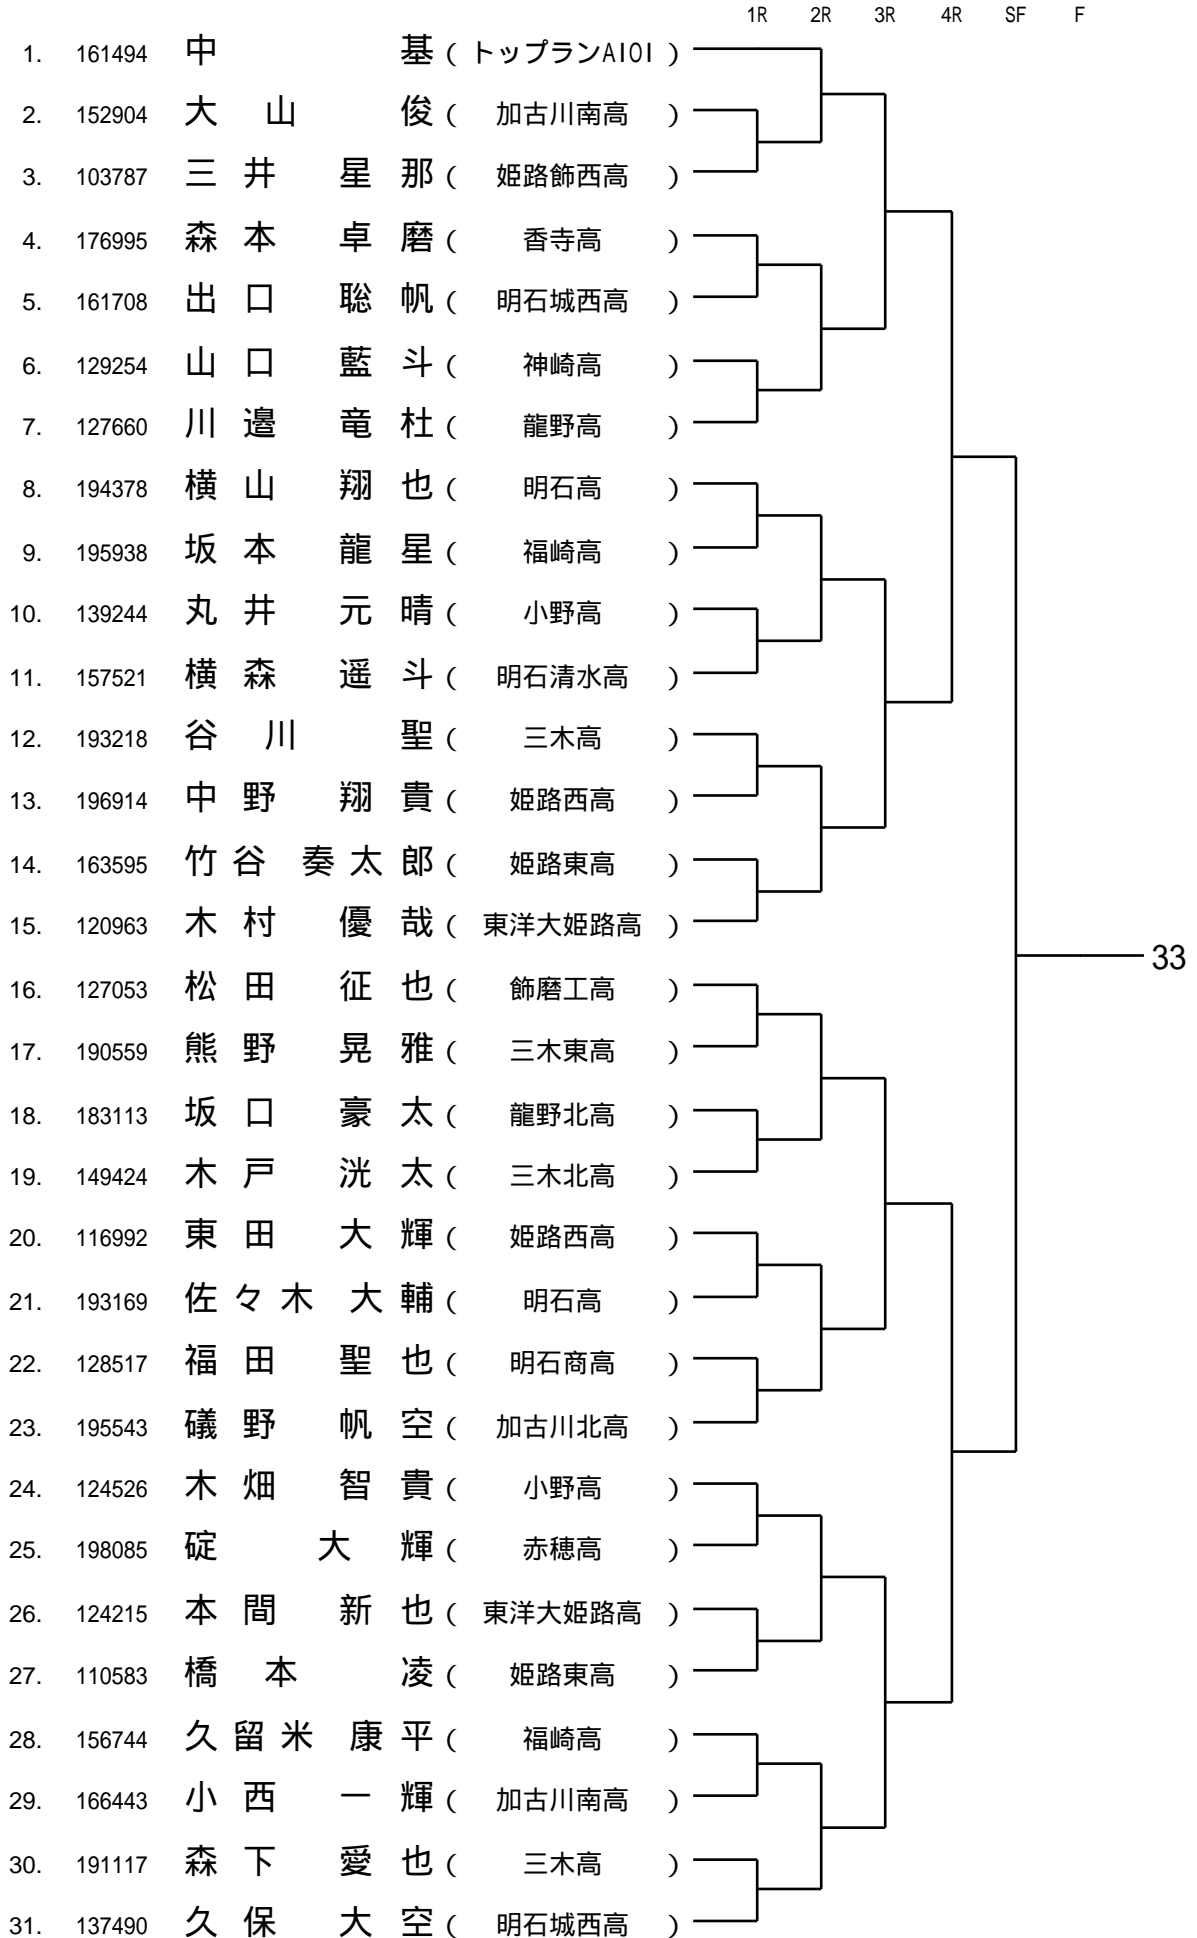 1R 2R 3R 4R SF F
1. 161494 中 基 ( トップランAIOI )
2. 152904 大山 俊 ( 加古川南高 )
3. 103787 三井 星那 ( 姫路飾西高 )
4. 176995 森本 卓磨 ( 香寺高 )
5. 161708 出口 聡帆 ( 明石城西高 )
6. 129254 山口 藍斗 ( 神崎高 )
7. 127660 川邉 竜杜 ( 龍野高 )
8. 194378 横山 翔也 ( 明石高 )
9. 195938 坂本 龍星 ( 福崎高 )
10. 139244 丸井 元晴 ( 小野高 )
11. 157521 横森 遥斗 ( 明石清水高 )
12. 193218 谷川 聖 ( 三木高 )
13. 196914 中野 翔貴 ( 姫路西高 )
14. 163595 竹谷 奏太郎 ( 姫路東高 )
15. 120963 木村 優哉 ( 東洋大姫路高 )
33
16. 127053 松田 征也 ( 飾磨工高 )
17. 190559 熊野 晃雅 ( 三木東高 )
18. 183113 坂口 豪太 ( 龍野北高 )
19. 149424 木戸 洸太 ( 三木北高 )
20. 116992 東田 大輝 ( 姫路西高 )
21. 193169 佐々木 大輔 ( 明石高 )
22. 128517 福田 聖也 ( 明石商高 )
23. 195543 礒野 帆空 ( 加古川北高 )
24. 124526 木畑 智貴 ( 小野高 )
25. 198085 碇 大輝 ( 赤穂高 )
26. 124215 本間 新也 ( 東洋大姫路高 )
27. 110583 橋本 凌 ( 姫路東高 )
28. 156744 久留米 康平 ( 福崎高 )
29. 166443 小西 一輝 ( 加古川南高 )
30. 191117 森下 愛也 ( 三木高 )
31. 137490 久保 大空 ( 明石城西高 )